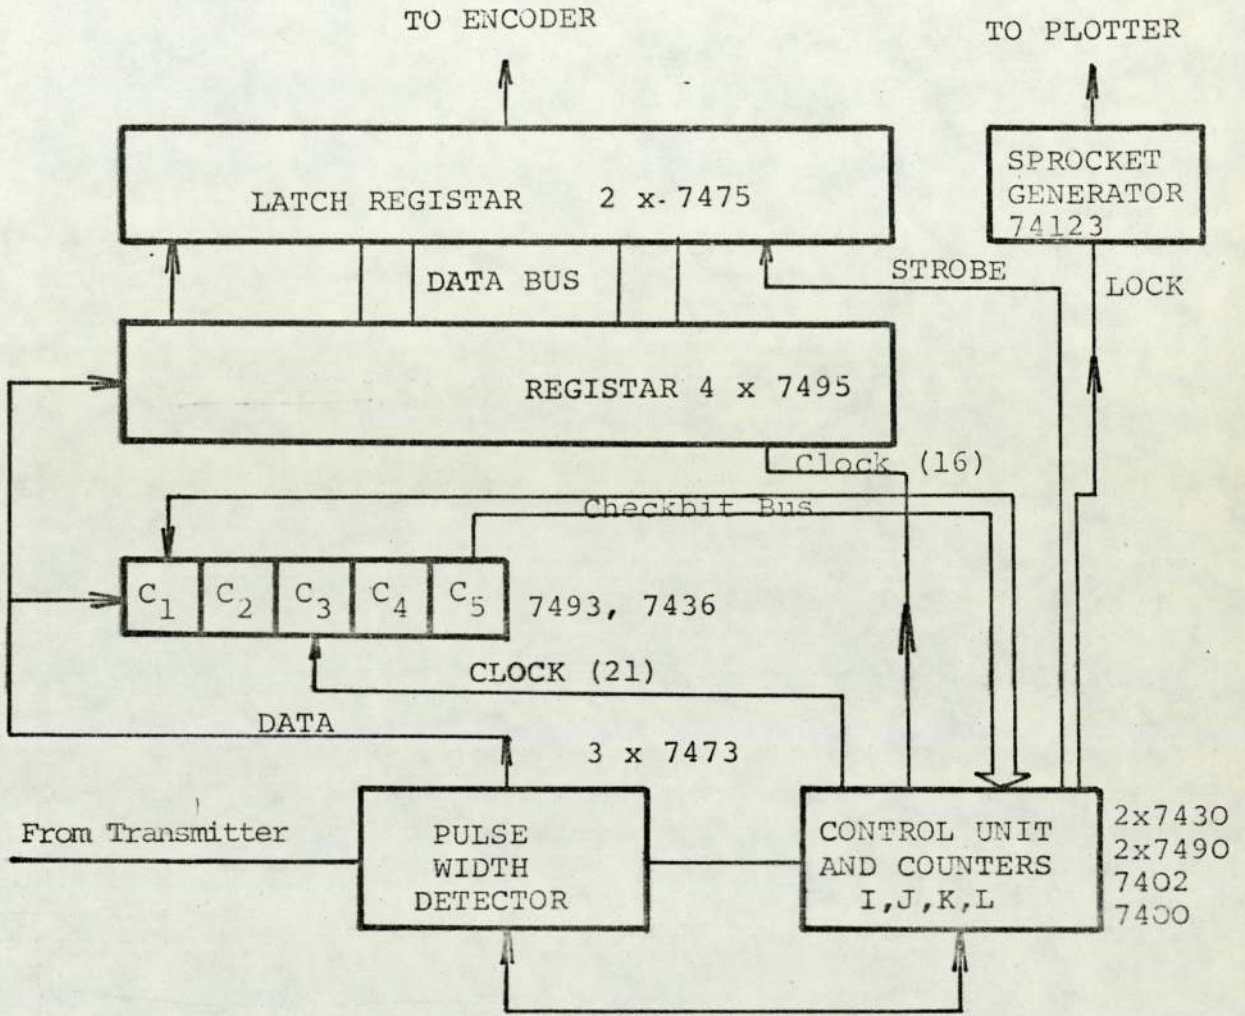 TO ENCODER
TO PLOTTER
SPROCKET
GENERATOR
74123
LATCH REGISTAR 2 x 7475
STROBE
LOCK
DATA BUS
REGISTAR 4 x 7495
Clock (16)
Checkbit Bus
C1 C2 C3 C4 C5
7493, 7436
CLOCK (21)
DATA
3 x 7473
From Transmitter
PULSE
WIDTH
DETECTOR
CONTROL UNIT
AND COUNTERS
I,J,K,L
2x7430
2x7490
7402
7400